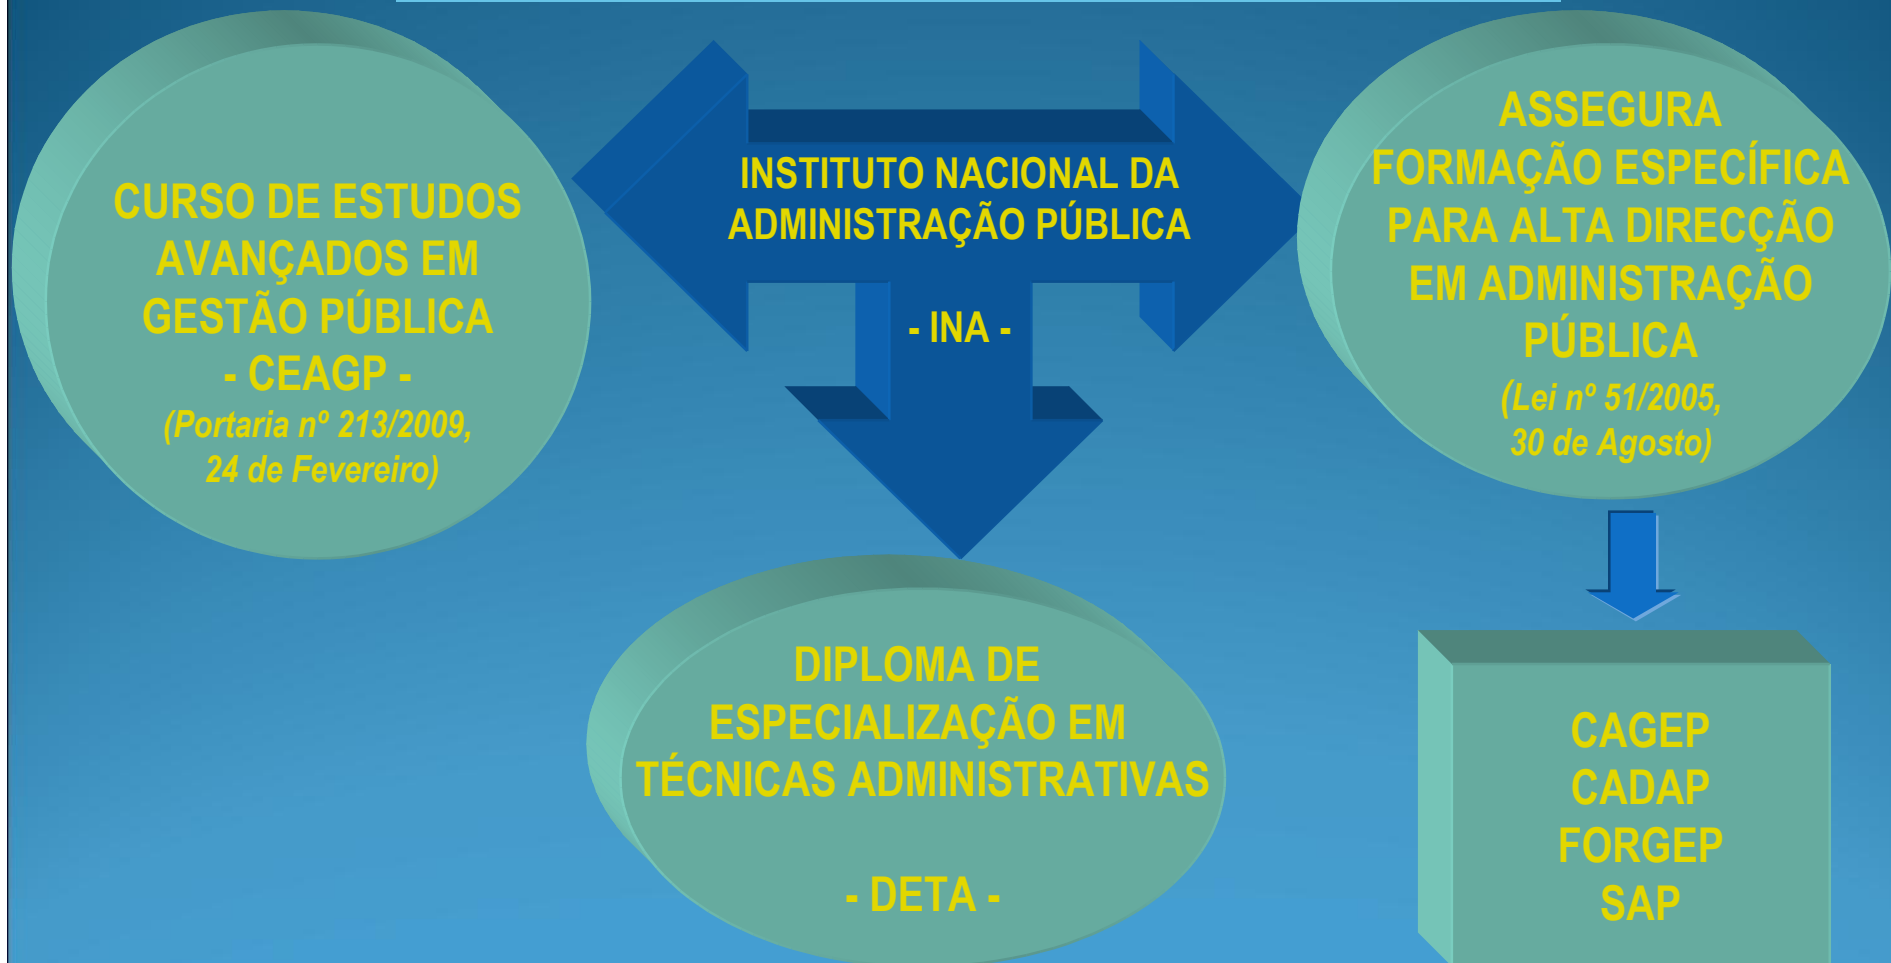 CURSO DE ESTUDOS
AVANÇADOS EM
GESTÃO PÚBLICA
- CEAGP -
(Portaria nº 213/2009,
24 de Fevereiro)
INSTITUTO NACIONAL DA
ADMINISTRAÇÃO PÚBLICA
- INA -
ASSEGURA
FORMAÇÃO ESPECÍFICA
PARA ALTA DIRECÇÃO
EM ADMINISTRAÇÃO
PÚBLICA
(Lei nº 51/2005,
30 de Agosto)
DIPLOMA DE
ESPECIALIZAÇÃO EM
TÉCNICAS ADMINISTRATIVAS
- DETA -
CAGEP
CADAP
FORGEP
SAP